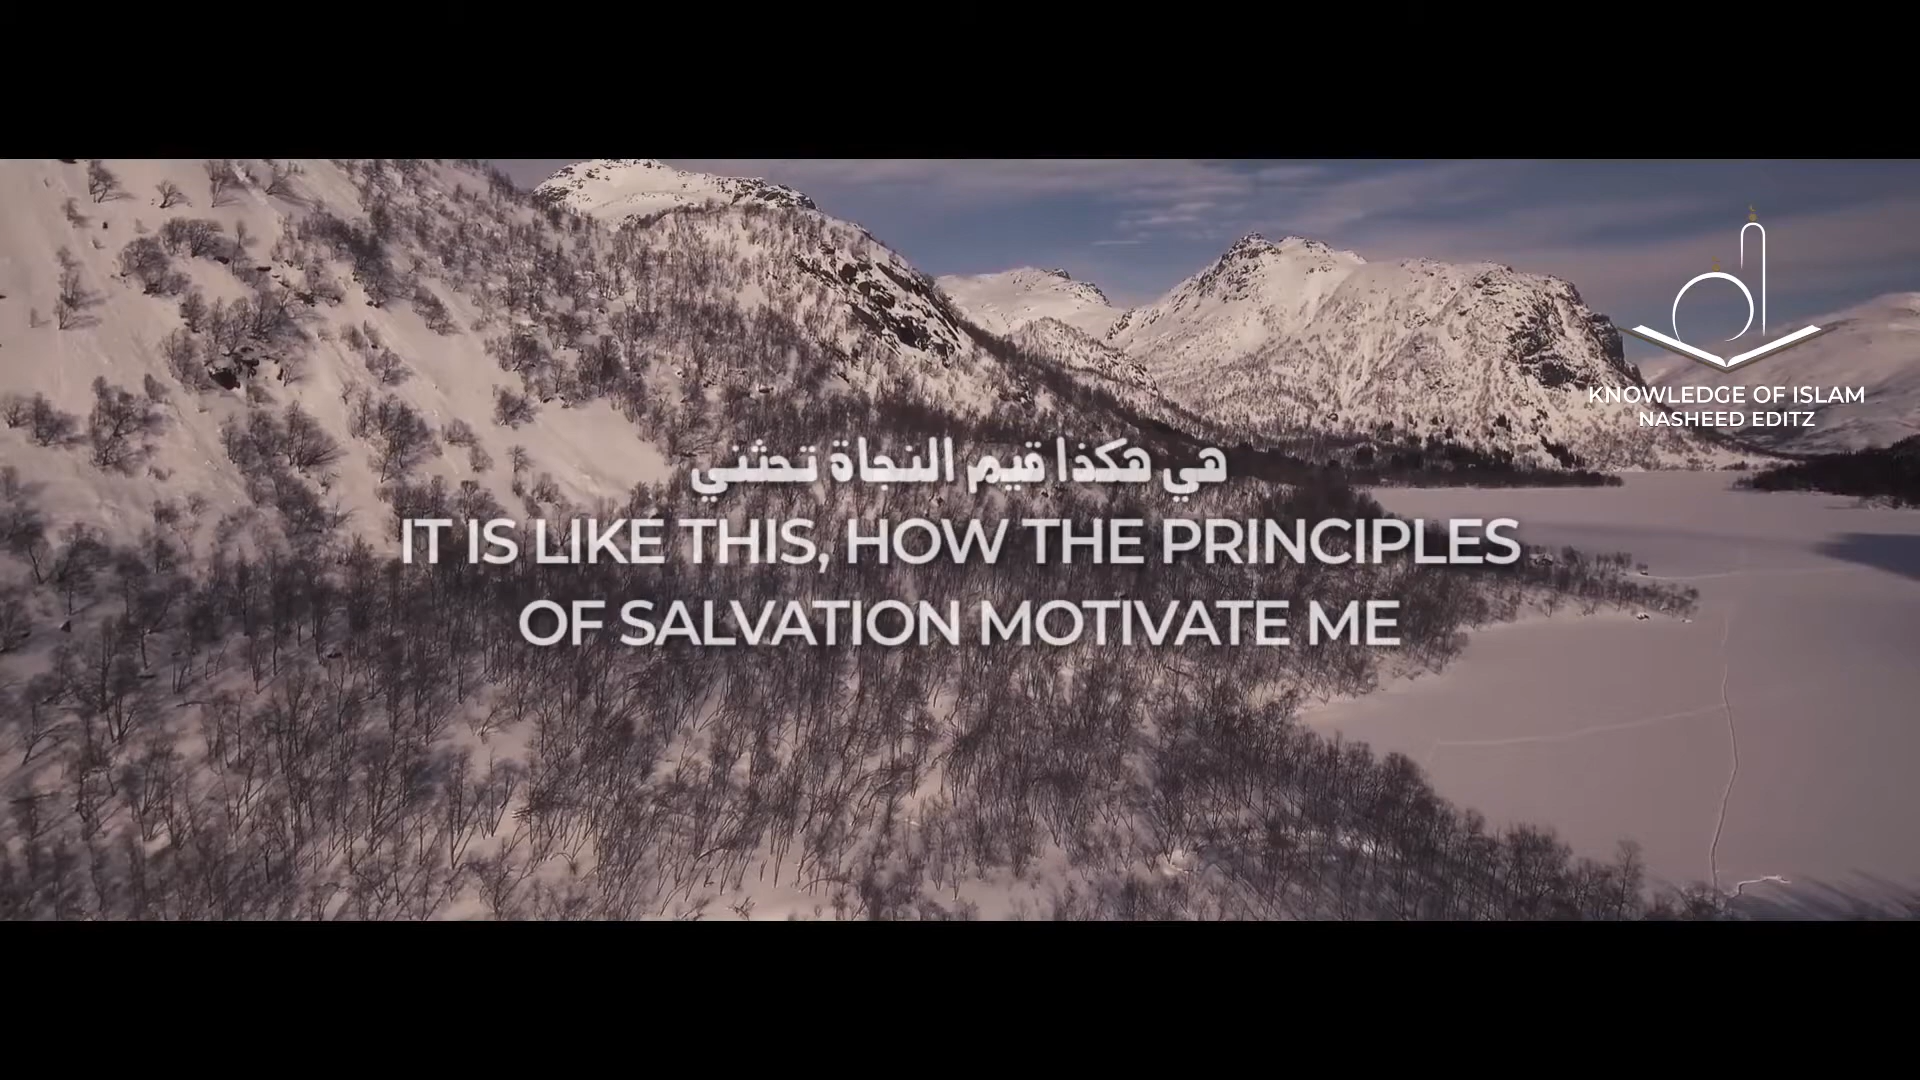 هي هكذا قيم النجاة تحثني
IT IS LIKE THIS, HOW THE PRINCIPLES
OF SALVATION MOTIVATE ME
KNOWLEDGE OF ISLAM
NASHEED EDITZ